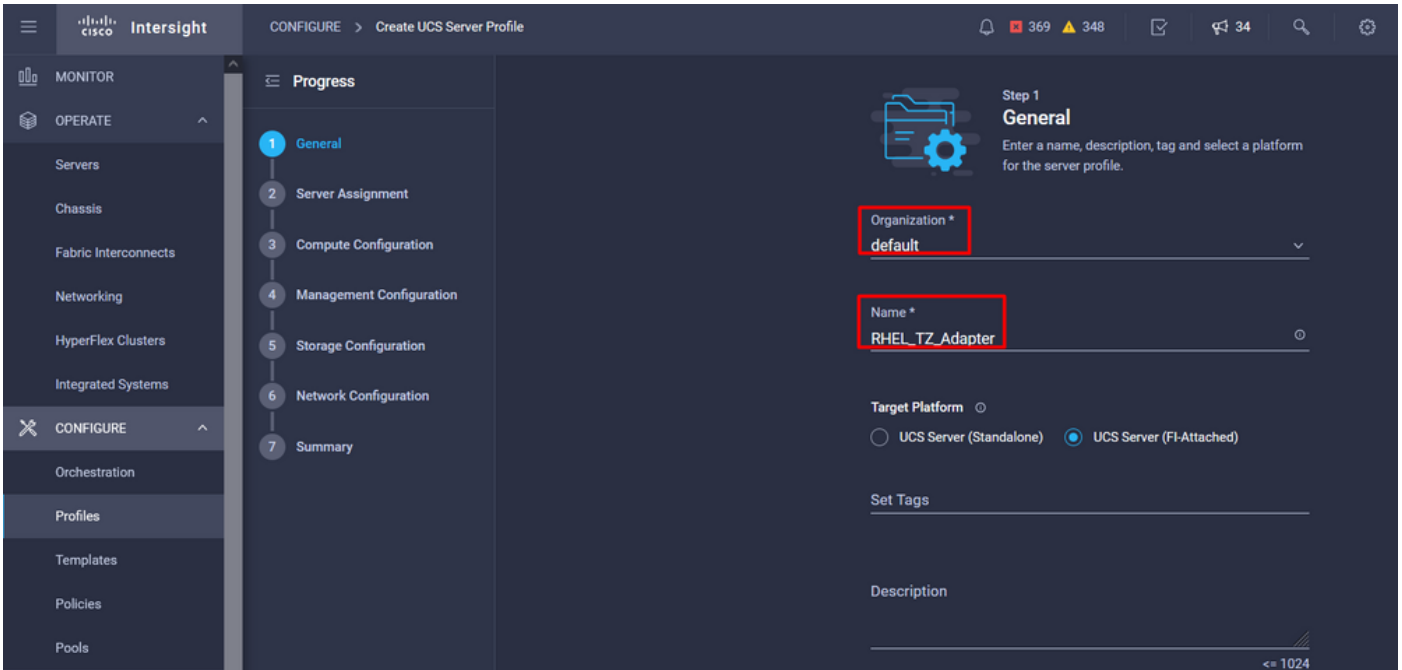 cisco Intersight
CONFIGURE > Create UCS Server Profile
369 348
34
MONITOR
OPERATE
Servers
Chassis
Fabric Interconnects
Networking
HyperFlex Clusters
Integrated Systems
CONFIGURE
Orchestration
Profiles
Templates
Policies
Pools
Progress
1 General
2 Server Assignment
3 Compute Configuration
4 Management Configuration
5 Storage Configuration
6 Network Configuration
7 Summary
Step 1
General
Enter a name, description, tag and select a platform
for the server profile.
Organization *
default
Name *
RHEL_TZ_Adapter
Target Platform
UCS Server (Standalone) UCS Server (FI-Attached)
Set Tags
Description
<= 1024